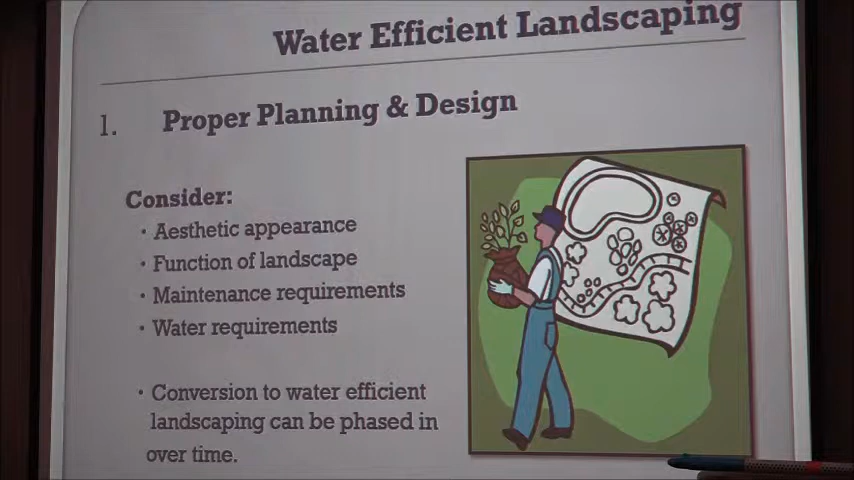 Water Efficient Landscaping
1. Proper Planning & Design
Consider:
· Aesthetic appearance
· Function of landscape
· Maintenance requirements
· Water requirements
· Conversion to water efficient
landscaping can be phased in
over time.